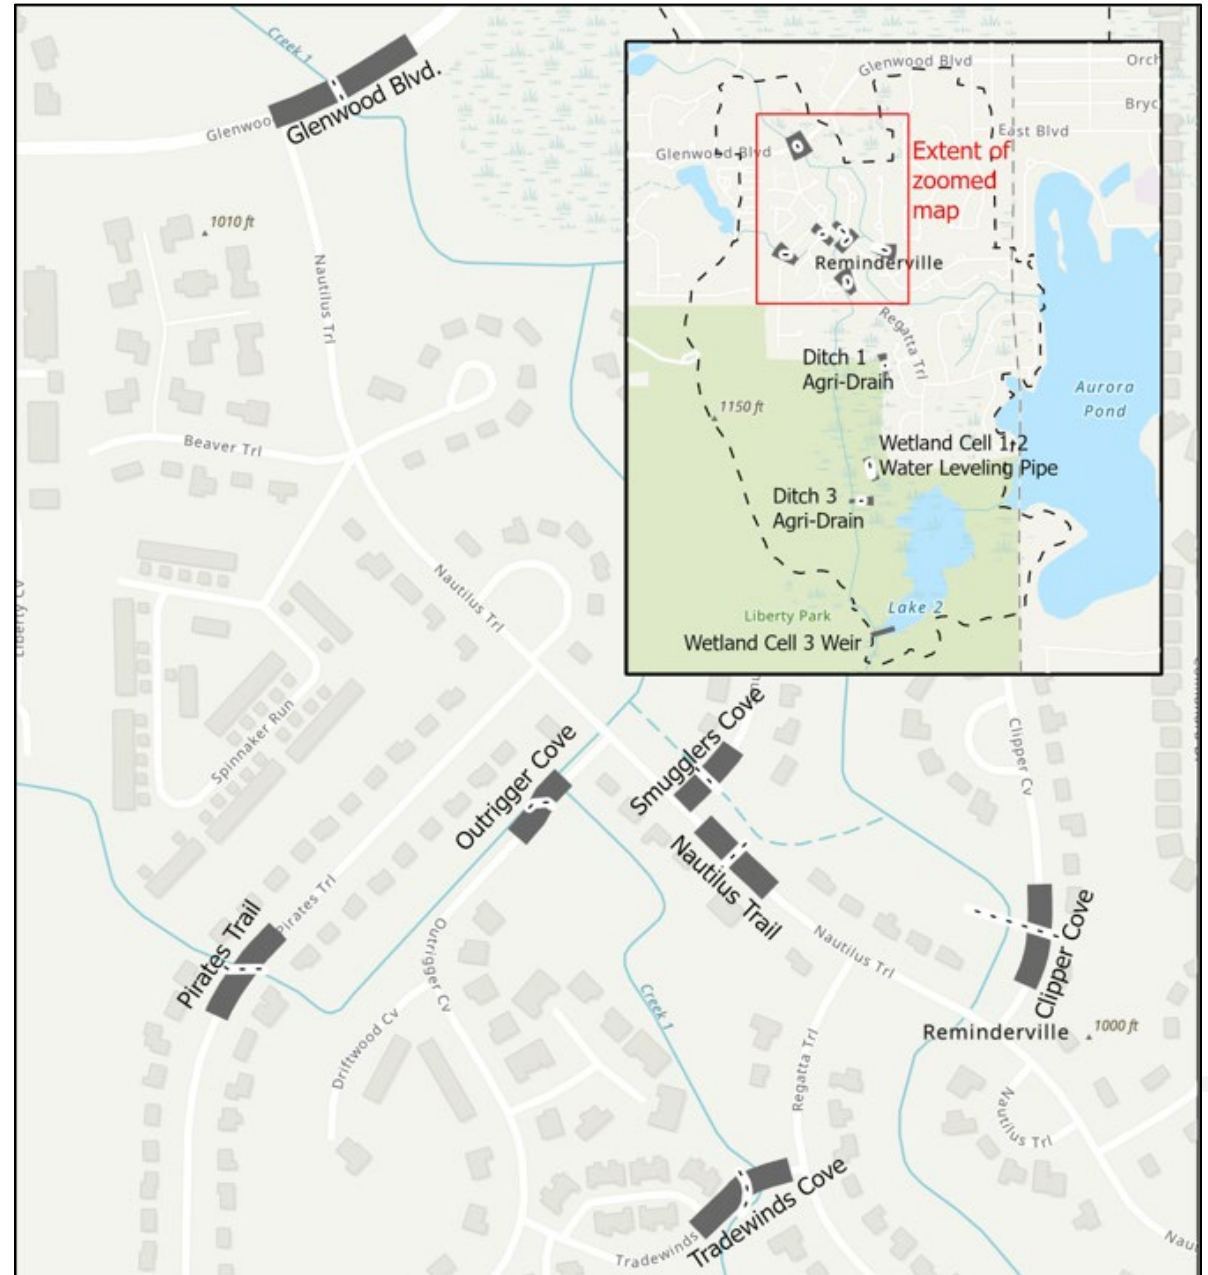 Creek 1
Glenwood Blvd.
Glenwoo
1010 ft
Nautilus Trl
Beaver Trl
Nautilus Trl
Liberty Cv
Spinnaker Run
Glenwood Blvd
Orch
Bryc
East Blvd
Glenwood Blvd
Extent of
zoomed
map
Reminderville
Regatta Trl
Ditch 1
Agri-Drain
Aurora
Pond
1150 ft
Wetland Cell 1-2
Water Leveling Pipe
Ditch 3
Agri-Drain
Lake 2
Liberty Park
Wetland Cell 3 Weir
Smugglers Cove
Outrigger Cove
Clipper Cv
Nautilus Trail
Pirates Trl
Pirates Trail
Outrigger Cv
Nautilus Trl
Clipper Cove
Creek 1
Driftwood Cv
Reminderville
1000 ft
Regatta Trl
Nautilus Trl
Tradewinds Cove
Tradewinds
Naut